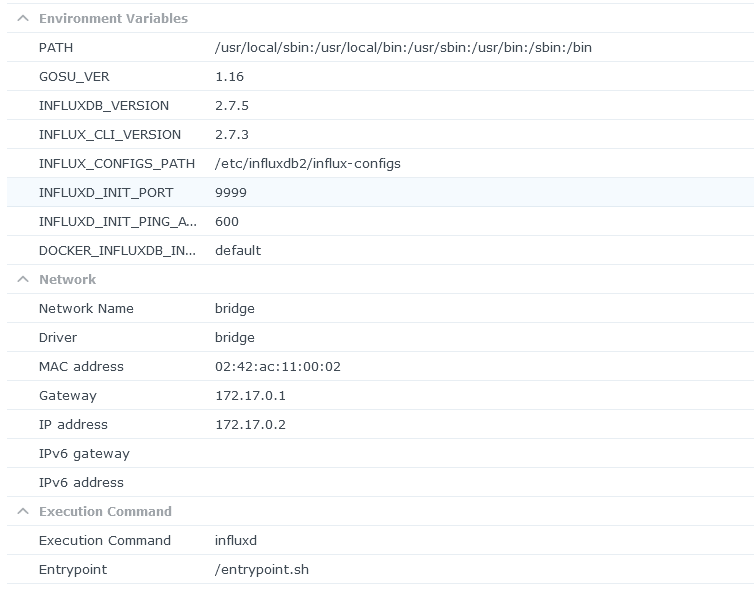 Environment Variables
PATH /usr/local/sbin:/usr/local/bin:/usr/sbin:/usr/bin:/sbin:/bin
GOSU_VER 1.16
INFLUXDB_VERSION 2.7.5
INFLUX_CLI_VERSION 2.7.3
INFLUX_CONFIGS_PATH /etc/influxdb2/influx-configs
INFLUXD_INIT_PORT 9999
INFLUXD_INIT_PING_A... 600
DOCKER_INFLUXDB_IN... default
Network
Network Name bridge
Driver bridge
MAC address 02:42:ac:11:00:02
Gateway 172.17.0.1
IP address 172.17.0.2
IPv6 gateway
IPv6 address
Execution Command
Execution Command influxd
Entrypoint /entrypoint.sh